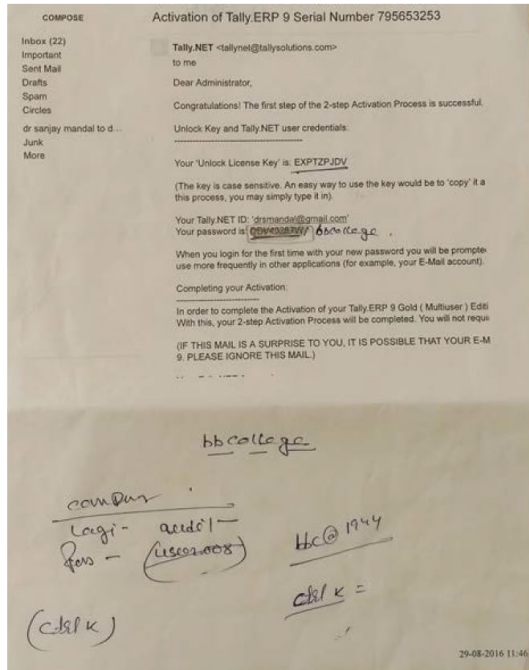 COMPOSE
Activation of Tally.ERP 9 Serial Number 795653253
Inbox (22)
Important
Sent Mail
Drafts
Spam
Circles
dr sanjay mandal to d...
Junk
More
Tally.NET <tallynet@tallysolutions.com>
to me
Dear Administrator,
Congratulations! The first step of the 2-step Activation Process is successful.
Unlock Key and Tally.NET user credentials:
Your 'Unlock License Key' is: EXPTZPJDV
(The key is case sensitive. An easy way to use the key would be to 'copy' it a
this process, you may simply type it in).
Your Tally.NET ID: 'drsmandal@gmail.com'
Your password is: bbcollege.
When you login for the first time with your new password you will be prompte
use more frequently in other applications (for example, your E-Mail account).
Completing your Activation:
In order to complete the Activation of your Tally.ERP 9 Gold ( Multiuser ) Editi
With this, your 2-step Activation Process will be completed. You will not requi
(IF THIS MAIL IS A SURPRISE TO YOU, IT IS POSSIBLE THAT YOUR E-M
9. PLEASE IGNORE THIS MAIL.)
bbcollege
bbc@1944
29-08-2016 11:46